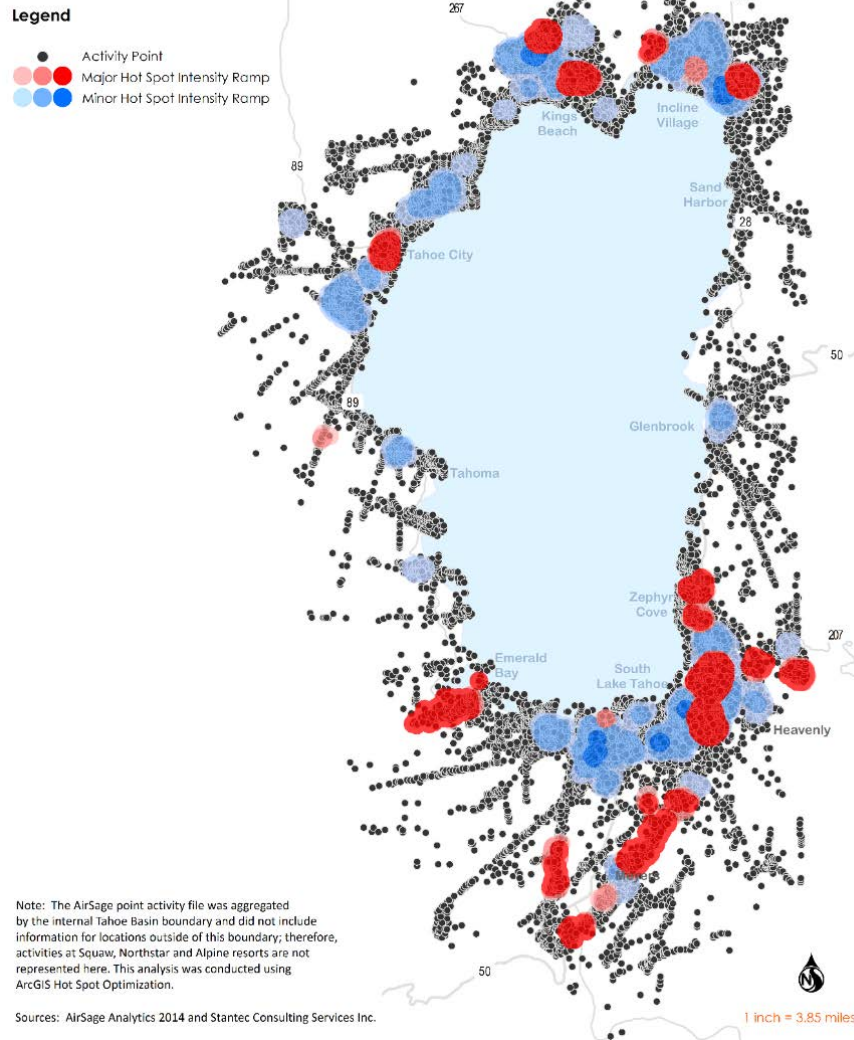 Legend
Activity Point
Major Hot Spot Intensity Ramp
Minor Hot Spot Intensity Ramp
267
Kings
Beach
Incline
Village
89
Sand
Harbor
28
Tahoe City
50
89
Glenbrook
Tahoma
Zephyr
Cove
207
Emerald
Bay
South
Lake Tahoe
Heavenly
Note: The AirSage point activity file was aggregated
by the internal Tahoe Basin boundary and did not include
information for locations outside of this boundary; therefore,
activities at Squaw, Northstar and Alpine resorts are not
represented here. This analysis was conducted using
ArcGIS Hot Spot Optimization.
50
N
Sources: AirSage Analytics 2014 and Stantec Consulting Services Inc.
1 inch = 3.85 miles